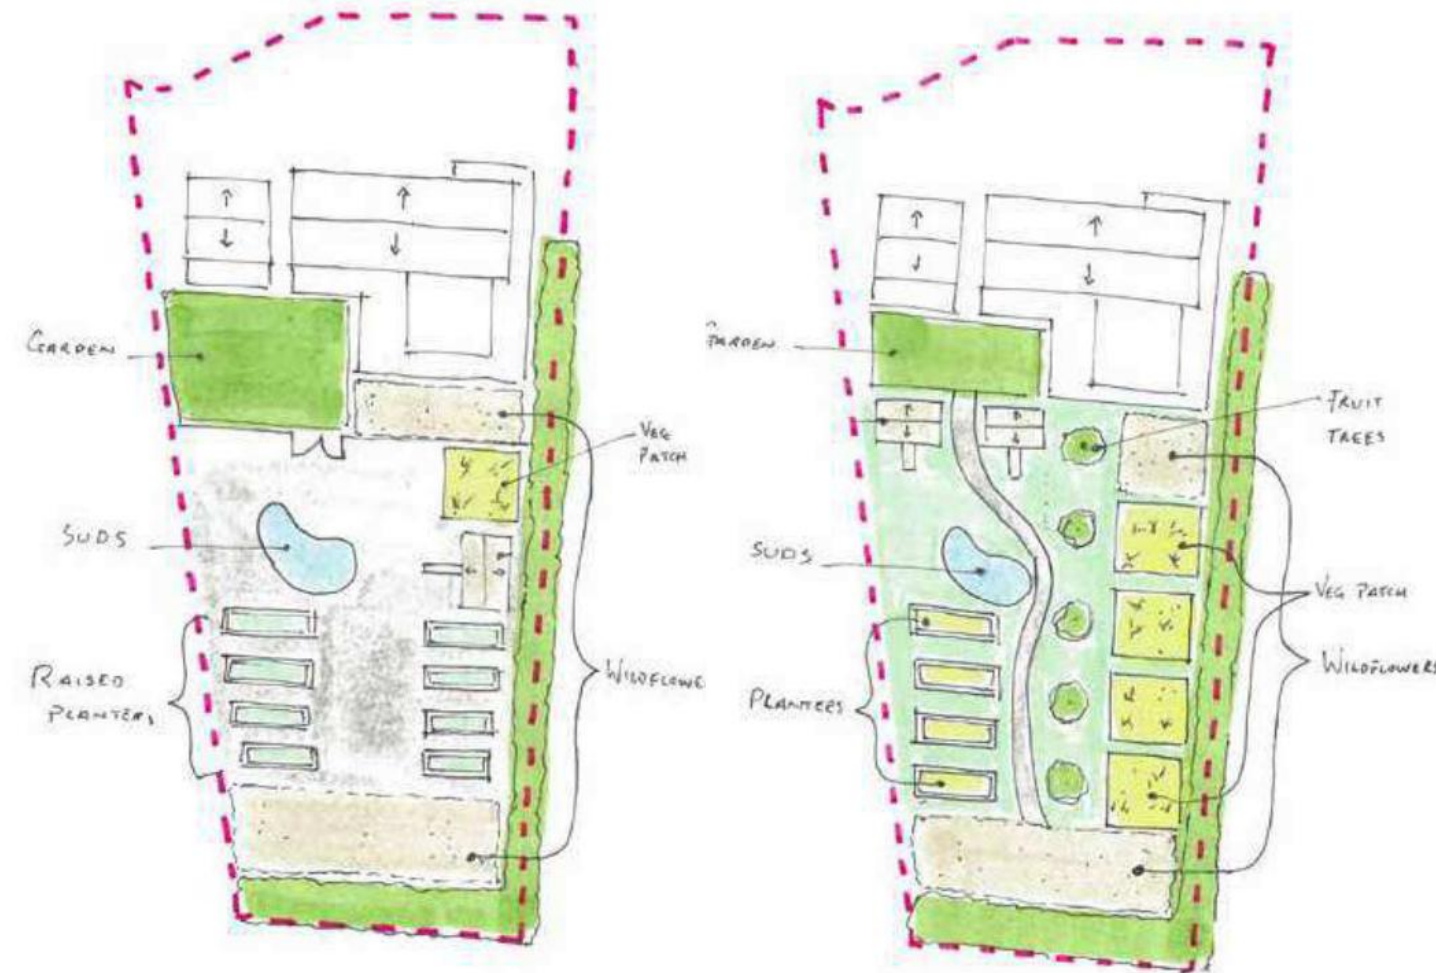 GARDEN
VEG
PATCH
SUDS
RAISED
PLANTERS
WILDFLOWE
GARDEN
FRUIT
TREES
SUDS
VEG PATCH
PLANTERS
WILDFLOWERS